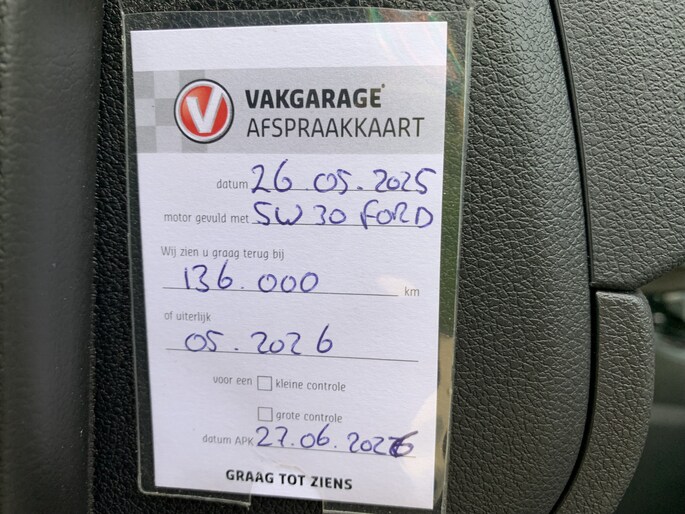 VAKGARAGE
AFSPRAAKKAART
datum 26.05.2025
motor gevuld met 5W30 FORD
Wij zien u graag terug bij
136.000 km
of uiterlijk
05.2026
voor een kleine controle
grote controle
datum APK 27.06.2026
GRAAG TOT ZIENS